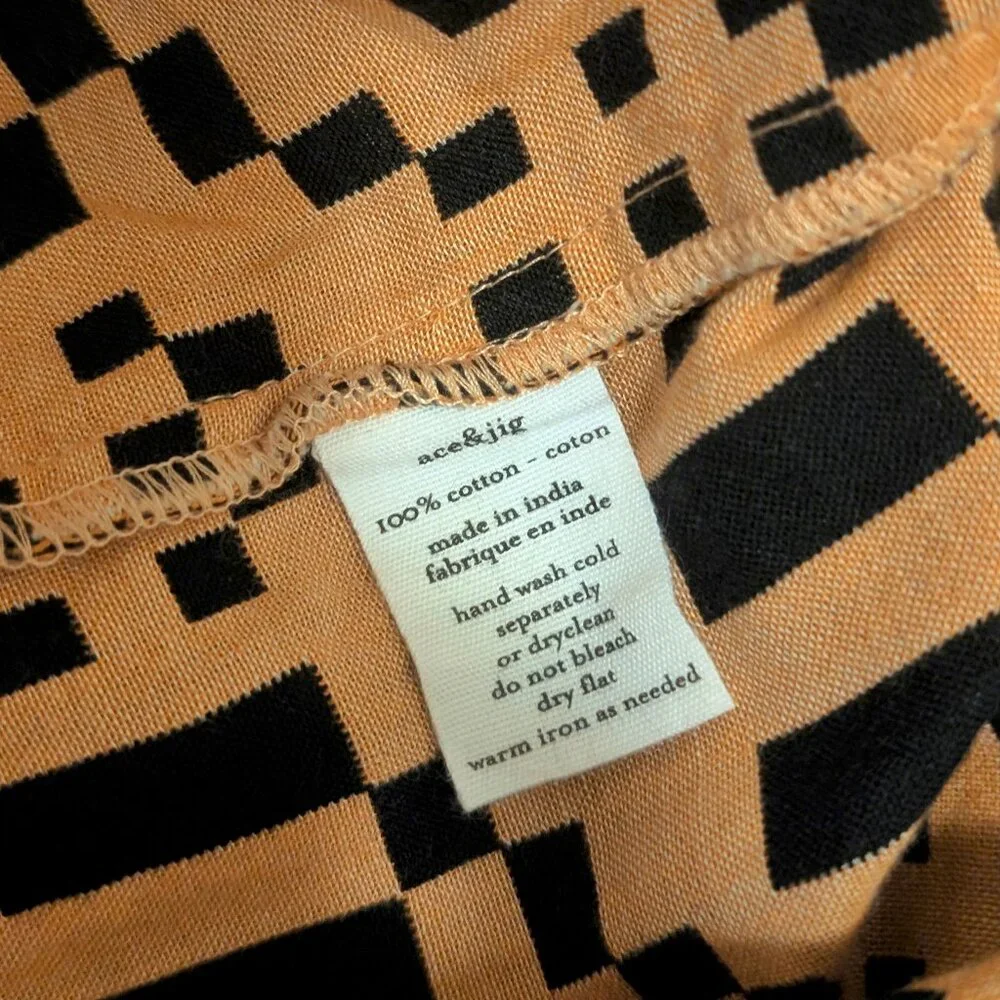 ace&jig
100% cotton - coton
made in india
fabrique en inde
hand wash cold
separately
or dryclean
do not bleach
dry flat
warm iron as needed